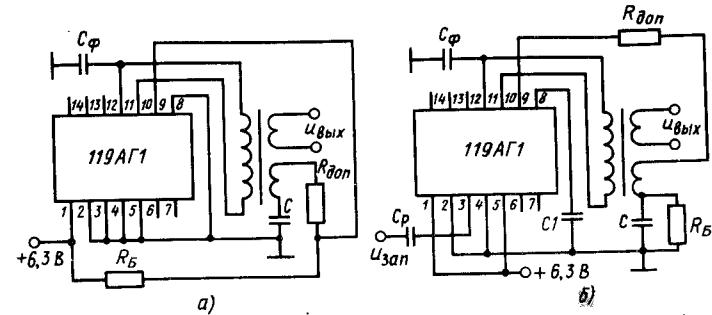 Cф
14 13 12 11 10 9 8
119АГ1
1 2 3 4 5 6 7
+6,3 В
RБ
uвых
Rдоп
C
а)
Cф
Rдоп
14 13 12 11 10 9 8
119АГ1
1 2 3 4 5 6 7
Cр
uзап
C1
+6,3 В
uвых
C
RБ
б)